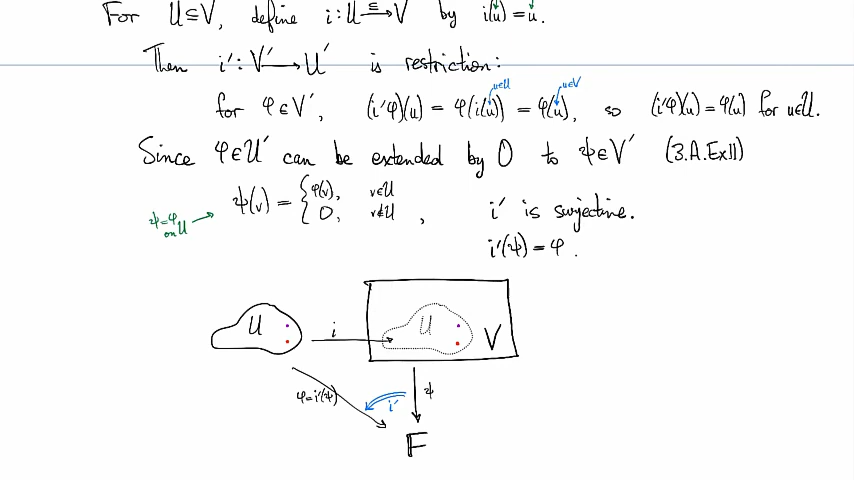 For U⊆V, define i: U ⟶^⊆ V by i(u) = u.
Then i': V' ⟶ U' is restriction:
u∈U u∈V
for φ∈V', (i'φ)(u) = φ(i(u)) = φ(u), so (i'φ)(u) = φ(u) for u∈U.
Since φ∈U' can be extended by 0 to ψ∈V' (3.A.Ex11)
ψ(v) = { φ(v), v∈U
0, v∉U , i' is surjective.
ψ=φ on U →
i'(ψ) = φ.
U i U V
φ=i'(ψ) i' ψ
F